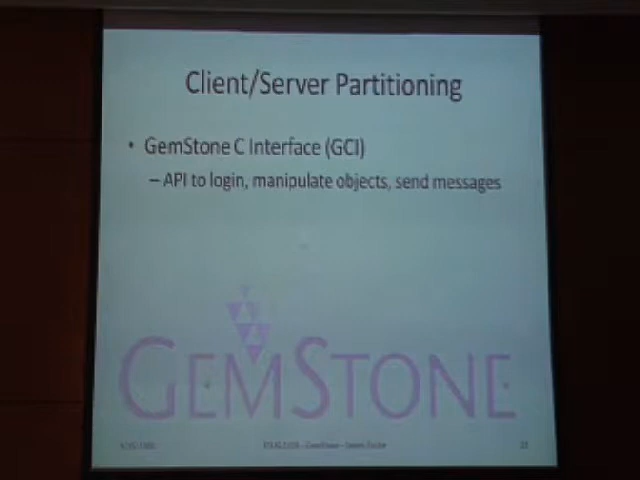 Client/Server Partitioning
• GemStone C Interface (GCI)
– API to login, manipulate objects, send messages
GEMSTONE